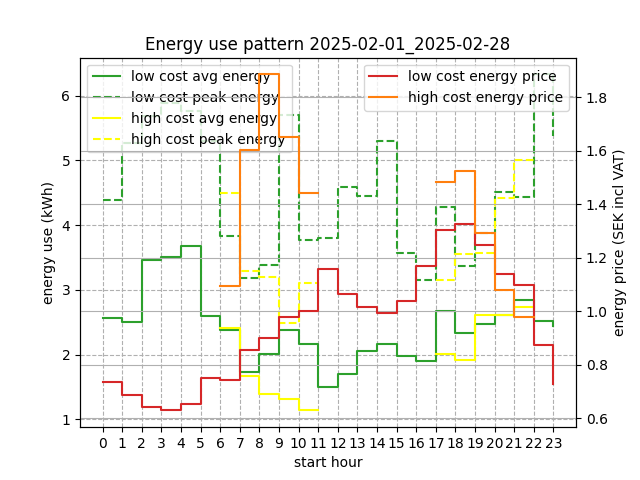 Energy use pattern 2025-02-01_2025-02-28
low cost avg energy
low cost peak energy
high cost avg energy
high cost peak energy
low cost energy price
high cost energy price
energy use (kWh)
6
5
4
3
2
1
1.8
1.6
1.4
1.2
1.0
0.8
0.6
energy price (SEK incl VAT)
0 1 2 3 4 5 6 7 8 9 10 11 12 13 14 15 16 17 18 19 20 21 22 23
start hour